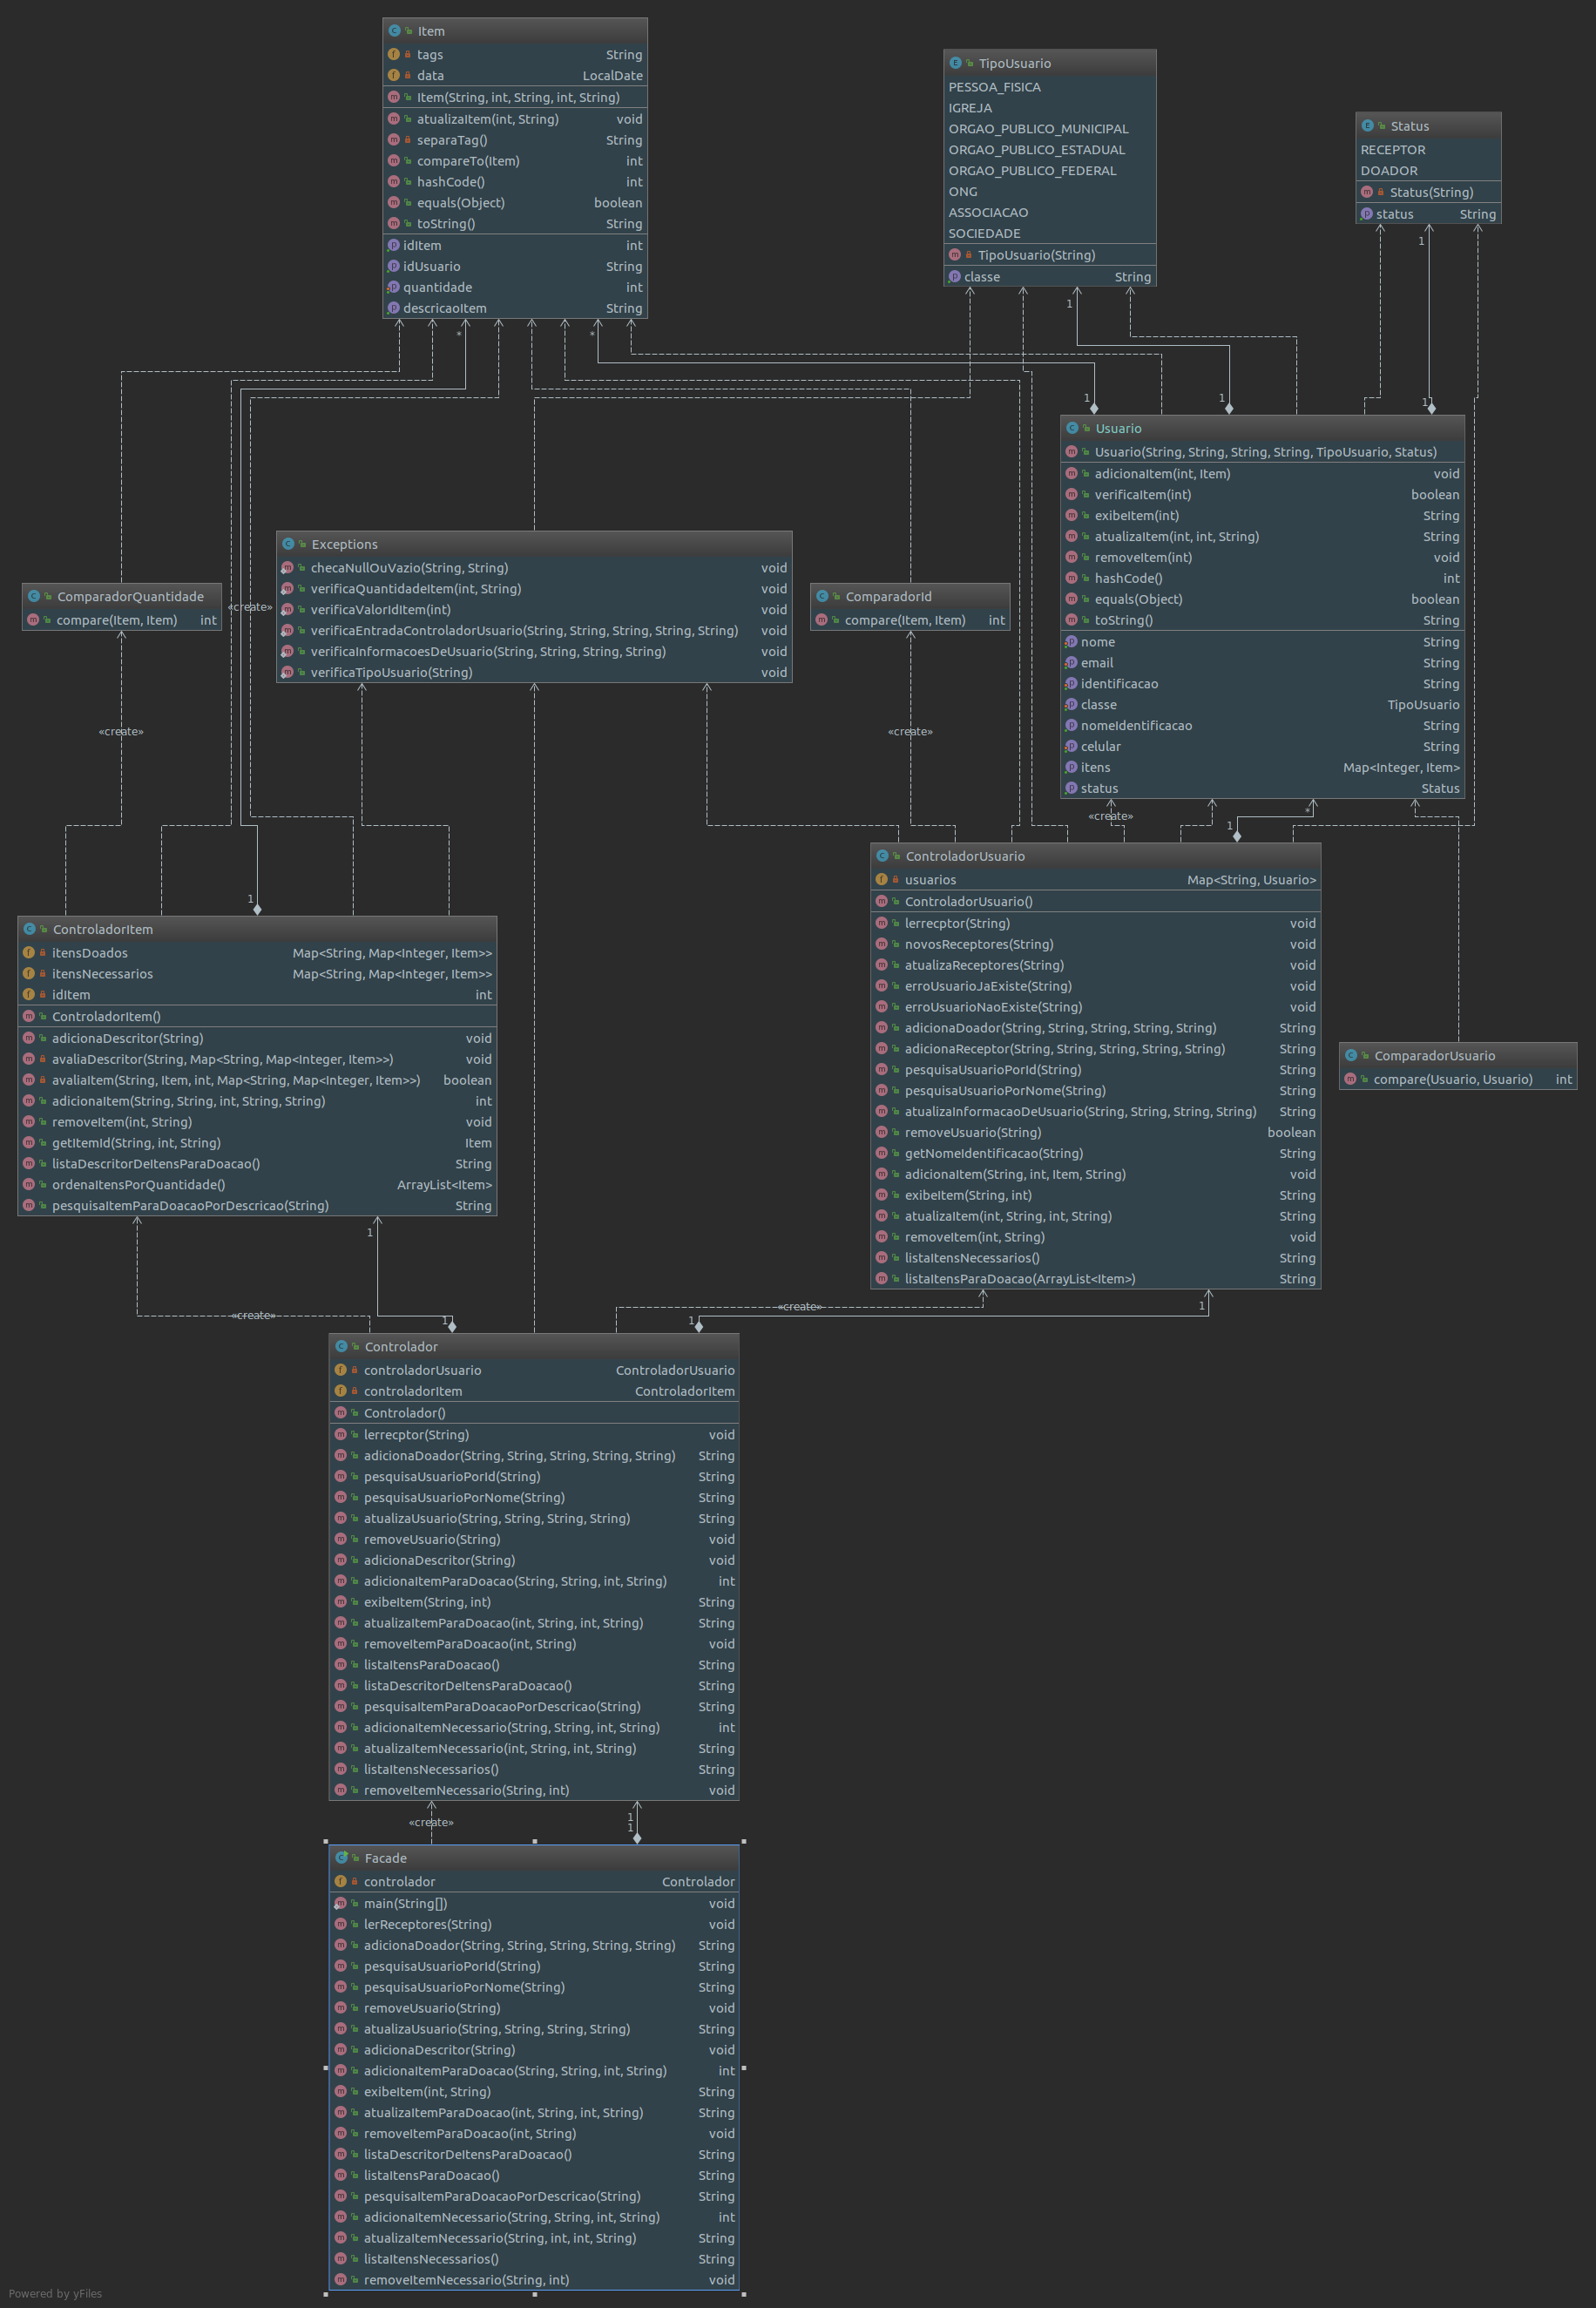 Item
tags String
data LocalDate
Item(String, int, String, int, String)
atualizaItem(int, String) void
separaTag() String
compareTo(Item) int
hashCode() int
equals(Object) boolean
toString() String
idItem int
idUsuario String
quantidade int
descricaoItem String
TipoUsuario
PESSOA_FISICA
IGREJA
ORGAO_PUBLICO_MUNICIPAL
ORGAO_PUBLICO_ESTADUAL
ORGAO_PUBLICO_FEDERAL
ONG
ASSOCIACAO
SOCIEDADE
TipoUsuario(String)
classe String
Status
RECEPTOR
DOADOR
Status(String)
status String
1
1
*
*
1
1
1
Usuario
Usuario(String, String, String, String, TipoUsuario, Status)
adicionaItem(int, Item) void
verificaItem(int) boolean
exibeItem(int) String
atualizaItem(int, int, String) String
removeItem(int) void
hashCode() int
equals(Object) boolean
toString() String
nome String
email String
identificacao String
classe TipoUsuario
nomeIdentificacao String
celular String
itens Map<Integer, Item>
status Status
Exceptions
checaNullOuVazio(String, String) void
verificaQuantidadeItem(int, String) void
verificaValorIdItem(int) void
verificaEntradaControladorUsuario(String, String, String, String, String) void
verificaInformacoesDeUsuario(String, String, String, String) void
verificaTipoUsuario(String) void
ComparadorQuantidade
compare(Item, Item) int
«create»
ComparadorId
compare(Item, Item) int
«create»
«create»
«create»
*
1
1
ControladorUsuario
usuarios Map<String, Usuario>
ControladorUsuario()
lerrecptor(String) void
novosReceptores(String) void
atualizaReceptores(String) void
erroUsuarioJaExiste(String) void
erroUsuarioNaoExiste(String) void
adicionaDoador(String, String, String, String, String) String
adicionaReceptor(String, String, String, String, String) String
pesquisaUsuarioPorId(String) String
pesquisaUsuarioPorNome(String) String
atualizaInformacaoDeUsuario(String, String, String, String) String
removeUsuario(String) boolean
getNomeIdentificacao(String) String
adicionaItem(String, int, Item, String) void
exibeItem(String, int) String
atualizaItem(int, String, int, String) String
removeItem(int, String) void
listaItensNecessarios() String
listaItensParaDoacao(ArrayList<Item>) String
ControladorItem
itensDoados Map<String, Map<Integer, Item>>
itensNecessarios Map<String, Map<Integer, Item>>
idItem int
ControladorItem()
adicionaDescritor(String) void
avaliaDescritor(String, Map<String, Map<Integer, Item>>) void
avaliaItem(String, Item, int, Map<String, Map<Integer, Item>>) boolean
adicionaItem(String, String, int, String, String) int
removeItem(int, String) void
getItemId(String, int, String) Item
listaDescritorDeItensParaDoacao() String
ordenaItensPorQuantidade() ArrayList<Item>
pesquisaItemParaDoacaoPorDescricao(String) String
ComparadorUsuario
compare(Usuario, Usuario) int
1
1
«create»
«create»
1
1
Controlador
controladorUsuario ControladorUsuario
controladorItem ControladorItem
Controlador()
lerrecptor(String) void
adicionaDoador(String, String, String, String, String) String
pesquisaUsuarioPorId(String) String
pesquisaUsuarioPorNome(String) String
atualizaUsuario(String, String, String, String) String
removeUsuario(String) void
adicionaDescritor(String) void
adicionaItemParaDoacao(String, String, int, String) int
exibeItem(String, int) String
atualizaItemParaDoacao(int, String, int, String) String
removeItemParaDoacao(int, String) void
listaItensParaDoacao() String
listaDescritorDeItensParaDoacao() String
pesquisaItemParaDoacaoPorDescricao(String) String
adicionaItemNecessario(String, String, int, String) int
atualizaItemNecessario(int, String, int, String) String
listaItensNecessarios() String
removeItemNecessario(String, int) void
«create»
1
1
Facade
controlador Controlador
main(String[]) void
lerReceptores(String) void
adicionaDoador(String, String, String, String, String) String
pesquisaUsuarioPorId(String) String
pesquisaUsuarioPorNome(String) String
removeUsuario(String) void
atualizaUsuario(String, String, String, String) String
adicionaDescritor(String) void
adicionaItemParaDoacao(String, String, int, String) int
exibeItem(int, String) String
atualizaItemParaDoacao(int, String, int, String) String
removeItemParaDoacao(int, String) void
listaDescritorDeItensParaDoacao() String
listaItensParaDoacao() String
pesquisaItemParaDoacaoPorDescricao(String) String
adicionaItemNecessario(String, String, int, String) int
atualizaItemNecessario(String, int, int, String) String
listaItensNecessarios() String
removeItemNecessario(String, int) void
Powered by yFiles